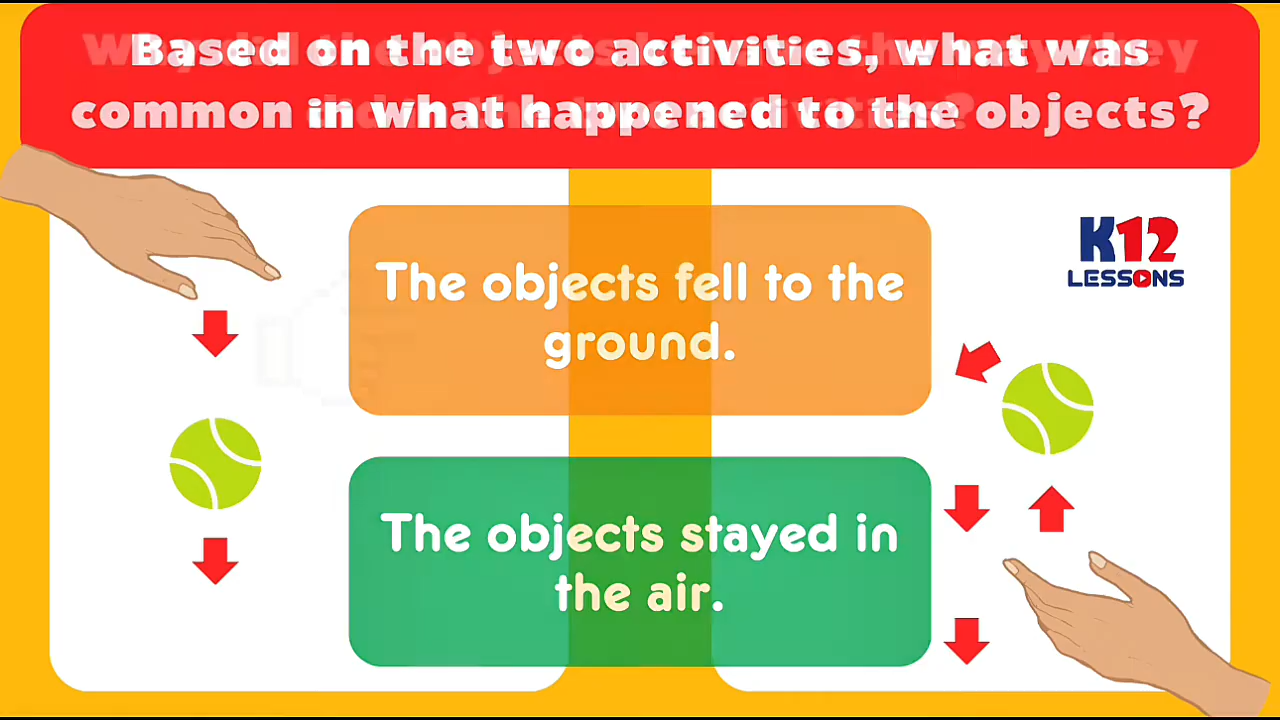 Based on the two activities, what was
common in what happened to the objects?
K12
LESSONS
The objects fell to the
ground.
The objects stayed in
the air.